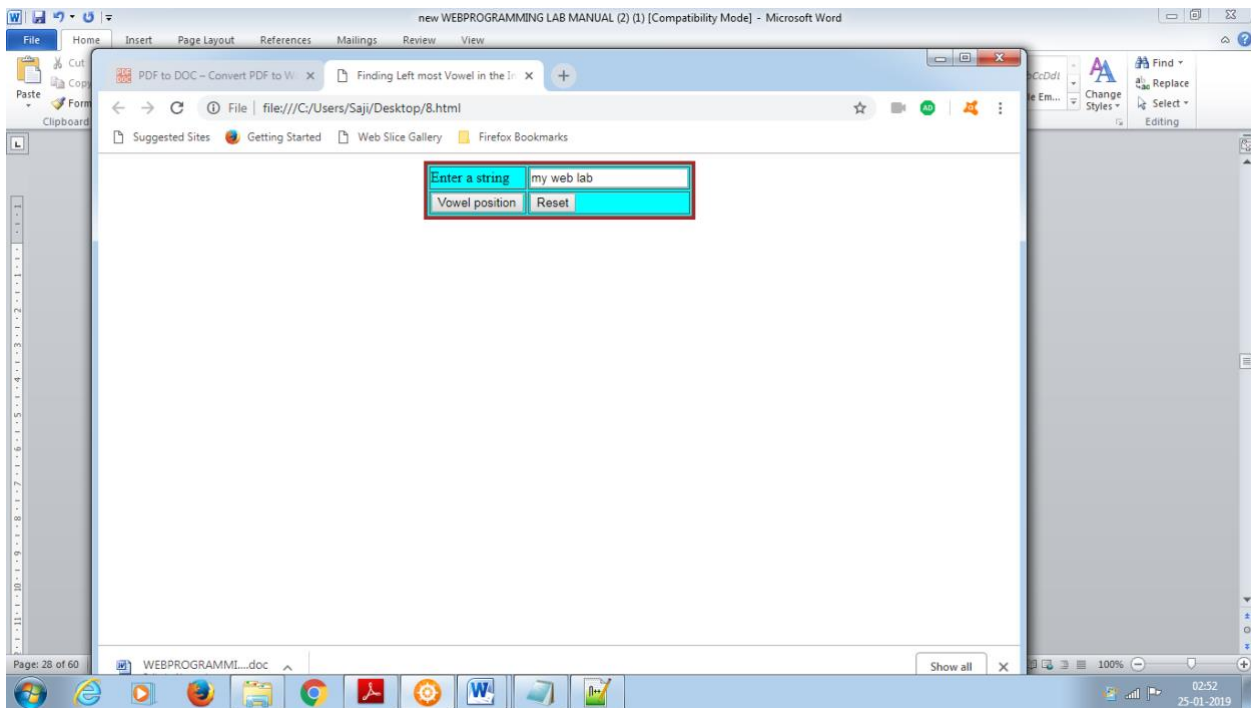 new WEBPROGRAMMING LAB MANUAL (2) (1) [Compatibility Mode] - Microsoft Word
File Home Insert Page Layout References Mailings Review View
Cut
Copy
Paste
Form
Clipboard
PDF to DOC – Convert PDF to W
Finding Left most Vowel in the In
File | file:///C:/Users/Saji/Desktop/8.html
Suggested Sites Getting Started Web Slice Gallery Firefox Bookmarks
Enter a string my web lab
Vowel position Reset
Find
Replace
Select
Change
Styles
Editing
WEBPROGRAMMI....doc
Show all
Page: 28 of 60
100%
02:52
25-01-2019